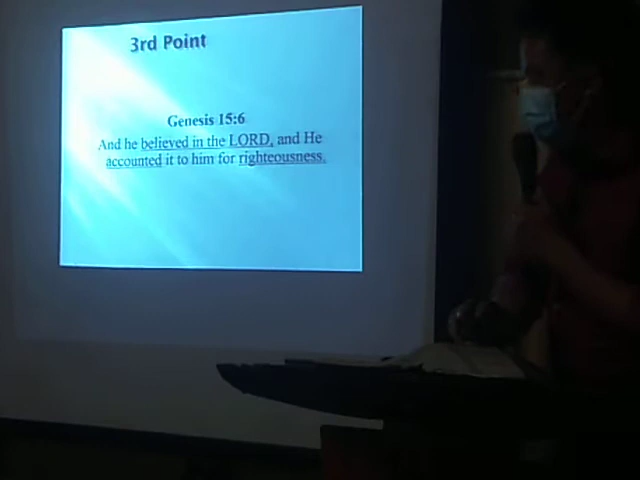 3rd Point
Genesis 15:6
And he believed in the LORD, and He
accounted it to him for righteousness.